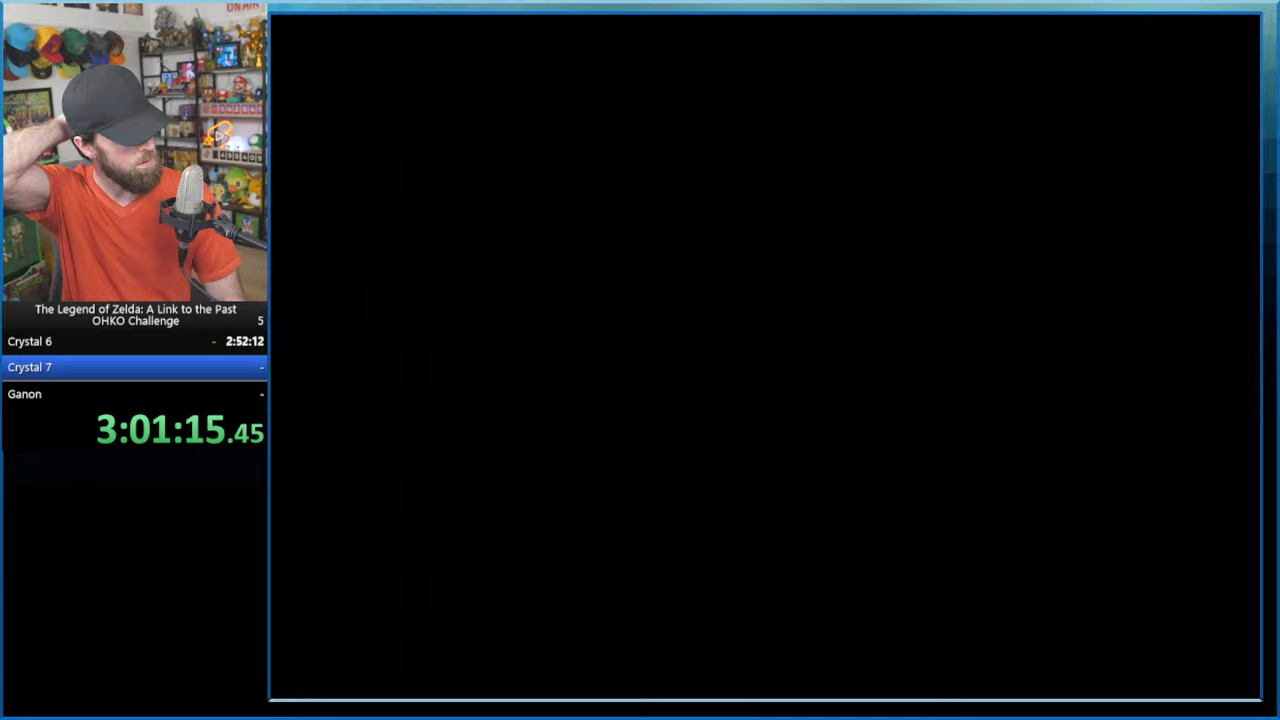 ON AIR
The Legend of Zelda: A Link to the Past
OHKO Challenge 5
Crystal 6 - 2:52:12
Crystal 7 -
Ganon -
3:01:15.45